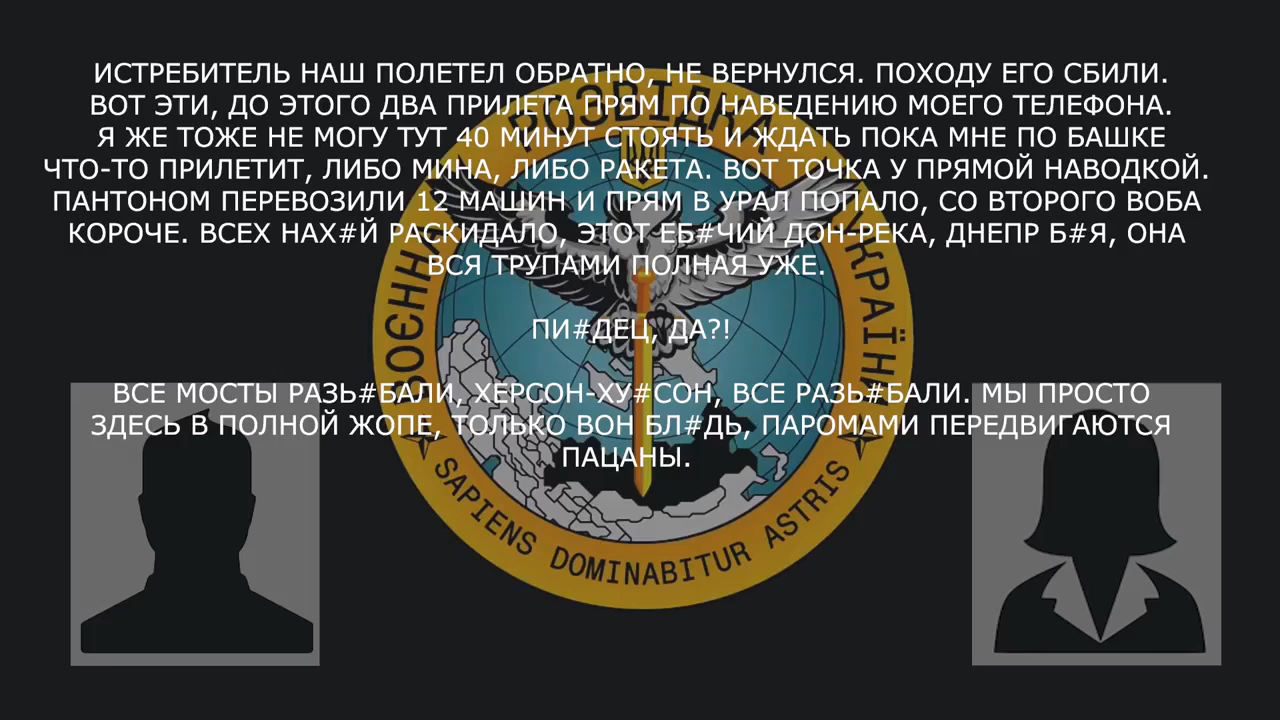 ИСТРЕБИТЕЛЬ НАШ ПОЛЕТЕЛ ОБРАТНО, НЕ ВЕРНУЛСЯ. ПОХОДУ ЕГО СБИЛИ.
ВОТ ЭТИ, ДО ЭТОГО ДВА ПРИЛЕТА ПРЯМ ПО НАВЕДЕНИЮ МОЕГО ТЕЛЕФОНА.
Я ЖЕ ТОЖЕ НЕ МОГУ ТУТ 40 МИНУТ СТОЯТЬ И ЖДАТЬ ПОКА МНЕ ПО БАШКЕ
ЧТО-ТО ПРИЛЕТИТ, ЛИБО МИНА, ЛИБО РАКЕТА. ВОТ ТОЧКА У ПРЯМОЙ НАВОДКОЙ.
ПАНТОНОМ ПЕРЕВОЗИЛИ 12 МАШИН И ПРЯМ В УРАЛ ПОПАЛО, СО ВТОРОГО ВОБА
КОРОЧЕ. ВСЕХ НАХ#Й РАСКИДАЛО, ЭТОТ ЕБ#ЧИЙ ДОН-РЕКА, ДНЕПР Б#Я, ОНА
ВСЯ ТРУПАМИ ПОЛНАЯ УЖЕ.
ПИ#ДЕЦ, ДА?!
ВСЕ МОСТЫ РАЗЬ#БАЛИ, ХЕРСОН-ХУ#СОН, ВСЕ РАЗЬ#БАЛИ. МЫ ПРОСТО
ЗДЕСЬ В ПОЛНОЙ ЖОПЕ, ТОЛЬКО ВОН БЛ#ДЬ, ПАРОМАМИ ПЕРЕДВИГАЮТСЯ
ПАЦАНЫ.
РОЗВІДКА
SAPIENS DOMINABITUR ASTRIS